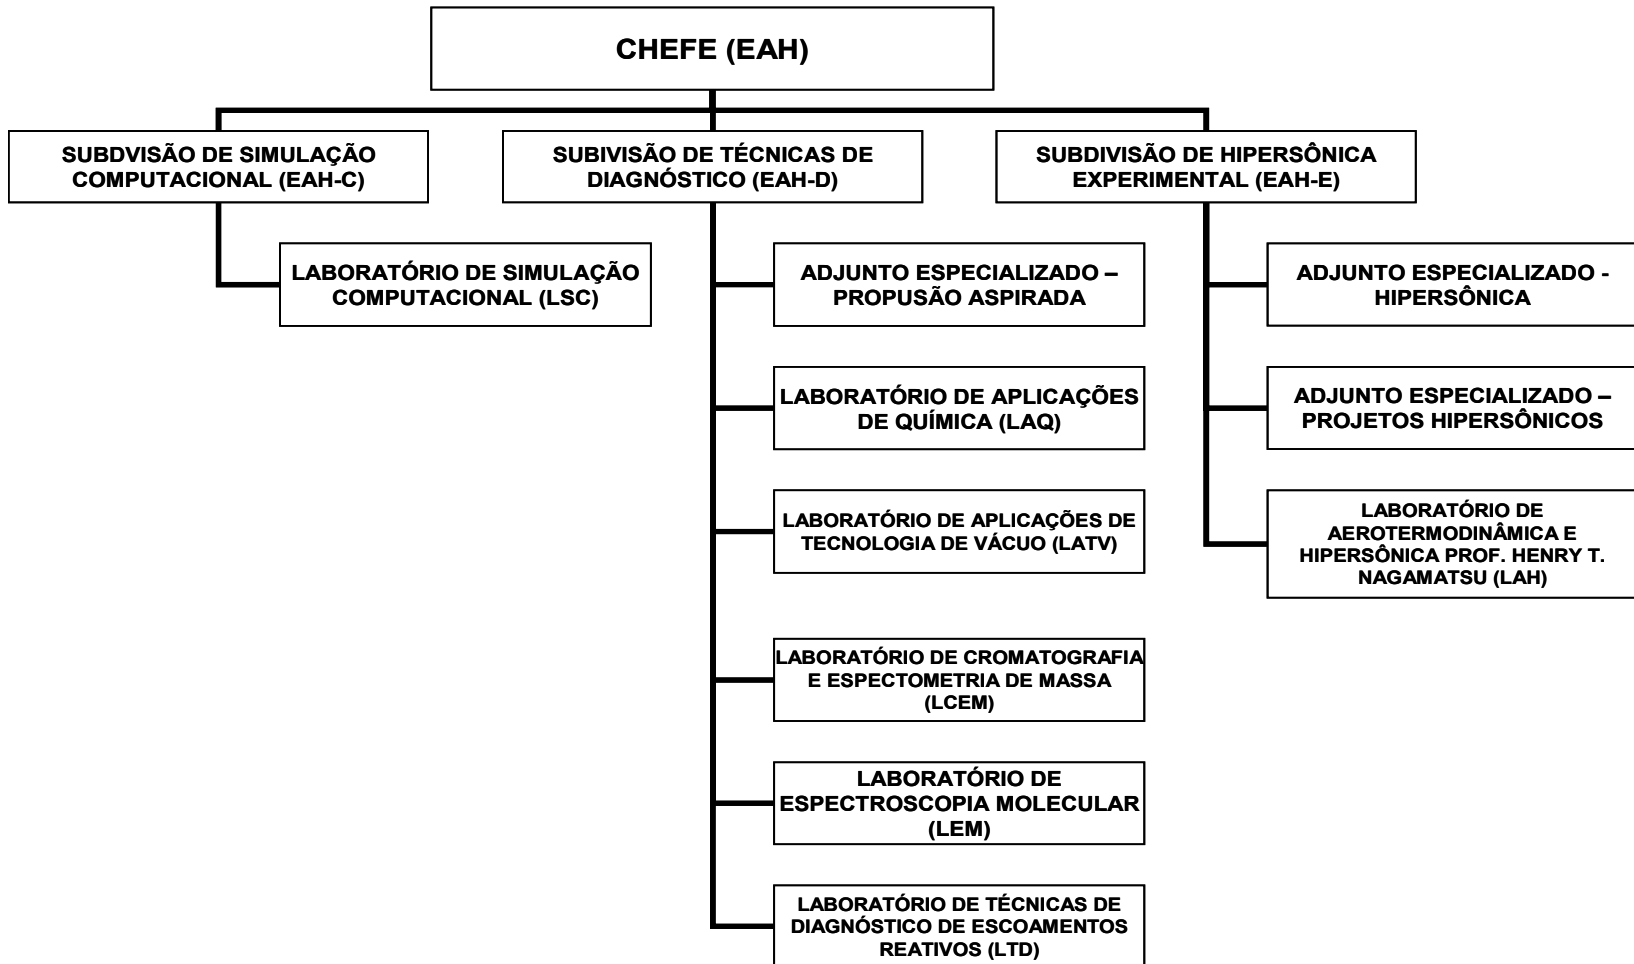 CHEFE (EAH)
SUBDVISÃO DE SIMULAÇÃO
COMPUTACIONAL (EAH-C)
SUBIVISÃO DE TÉCNICAS DE
DIAGNÓSTICO (EAH-D)
SUBDIVISÃO DE HIPERSÔNICA
EXPERIMENTAL (EAH-E)
LABORATÓRIO DE SIMULAÇÃO
COMPUTACIONAL (LSC)
ADJUNTO ESPECIALIZADO –
PROPUSÃO ASPIRADA
LABORATÓRIO DE APLICAÇÕES
DE QUÍMICA (LAQ)
LABORATÓRIO DE APLICAÇÕES DE
TECNOLOGIA DE VÁCUO (LATV)
LABORATÓRIO DE CROMATOGRAFIA
E ESPECTOMETRIA DE MASSA
(LCEM)
LABORATÓRIO DE
ESPECTROSCOPIA MOLECULAR
(LEM)
LABORATÓRIO DE TÉCNICAS DE
DIAGNÓSTICO DE ESCOAMENTOS
REATIVOS (LTD)
ADJUNTO ESPECIALIZADO -
HIPERSÔNICA
ADJUNTO ESPECIALIZADO –
PROJETOS HIPERSÔNICOS
LABORATÓRIO DE
AEROTERMODINÂMICA E
HIPERSÔNICA PROF. HENRY T.
NAGAMATSU (LAH)